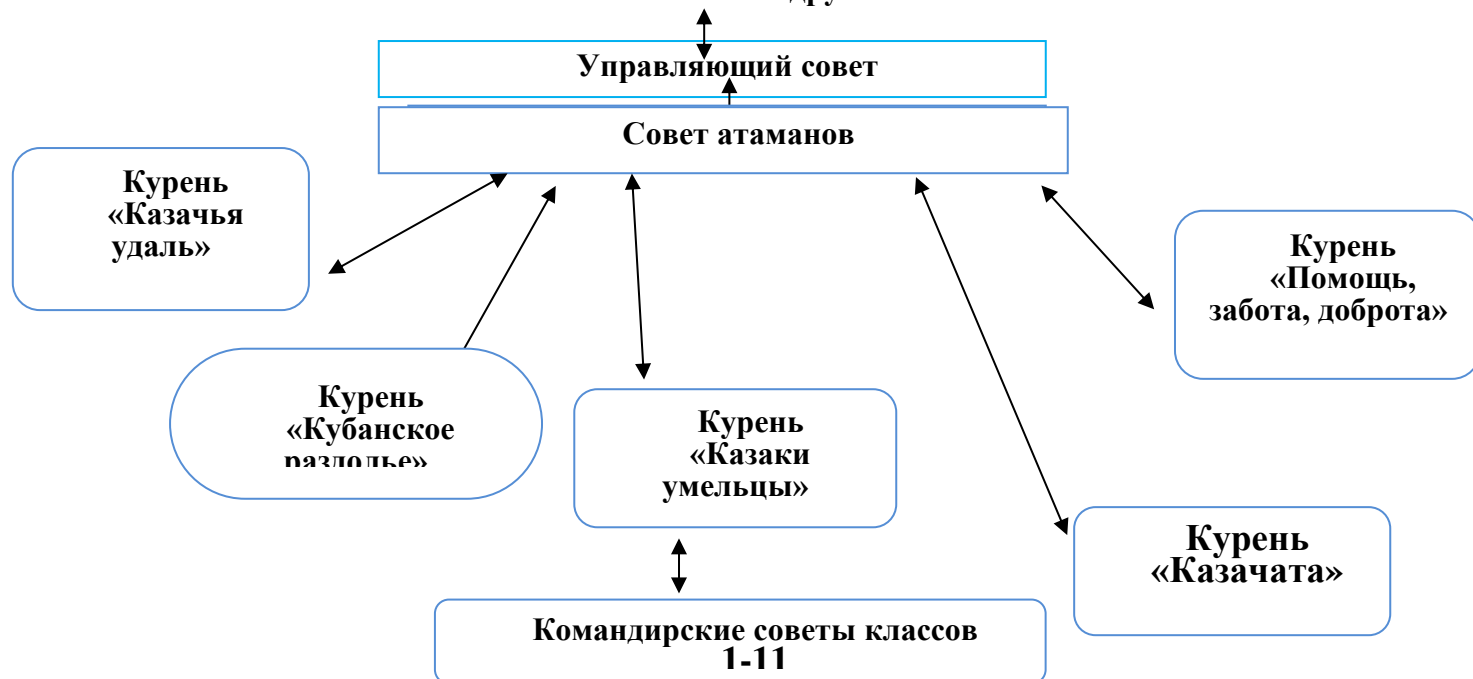 Управляющий совет
Совет атаманов
Курень
«Казачья
удаль»
Курень
«Помощь,
забота, доброта»
Курень
«Кубанское
раздолье»
Курень
«Казаки
умельцы»
Курень
«Казачата»
Командирские советы классов
1-11